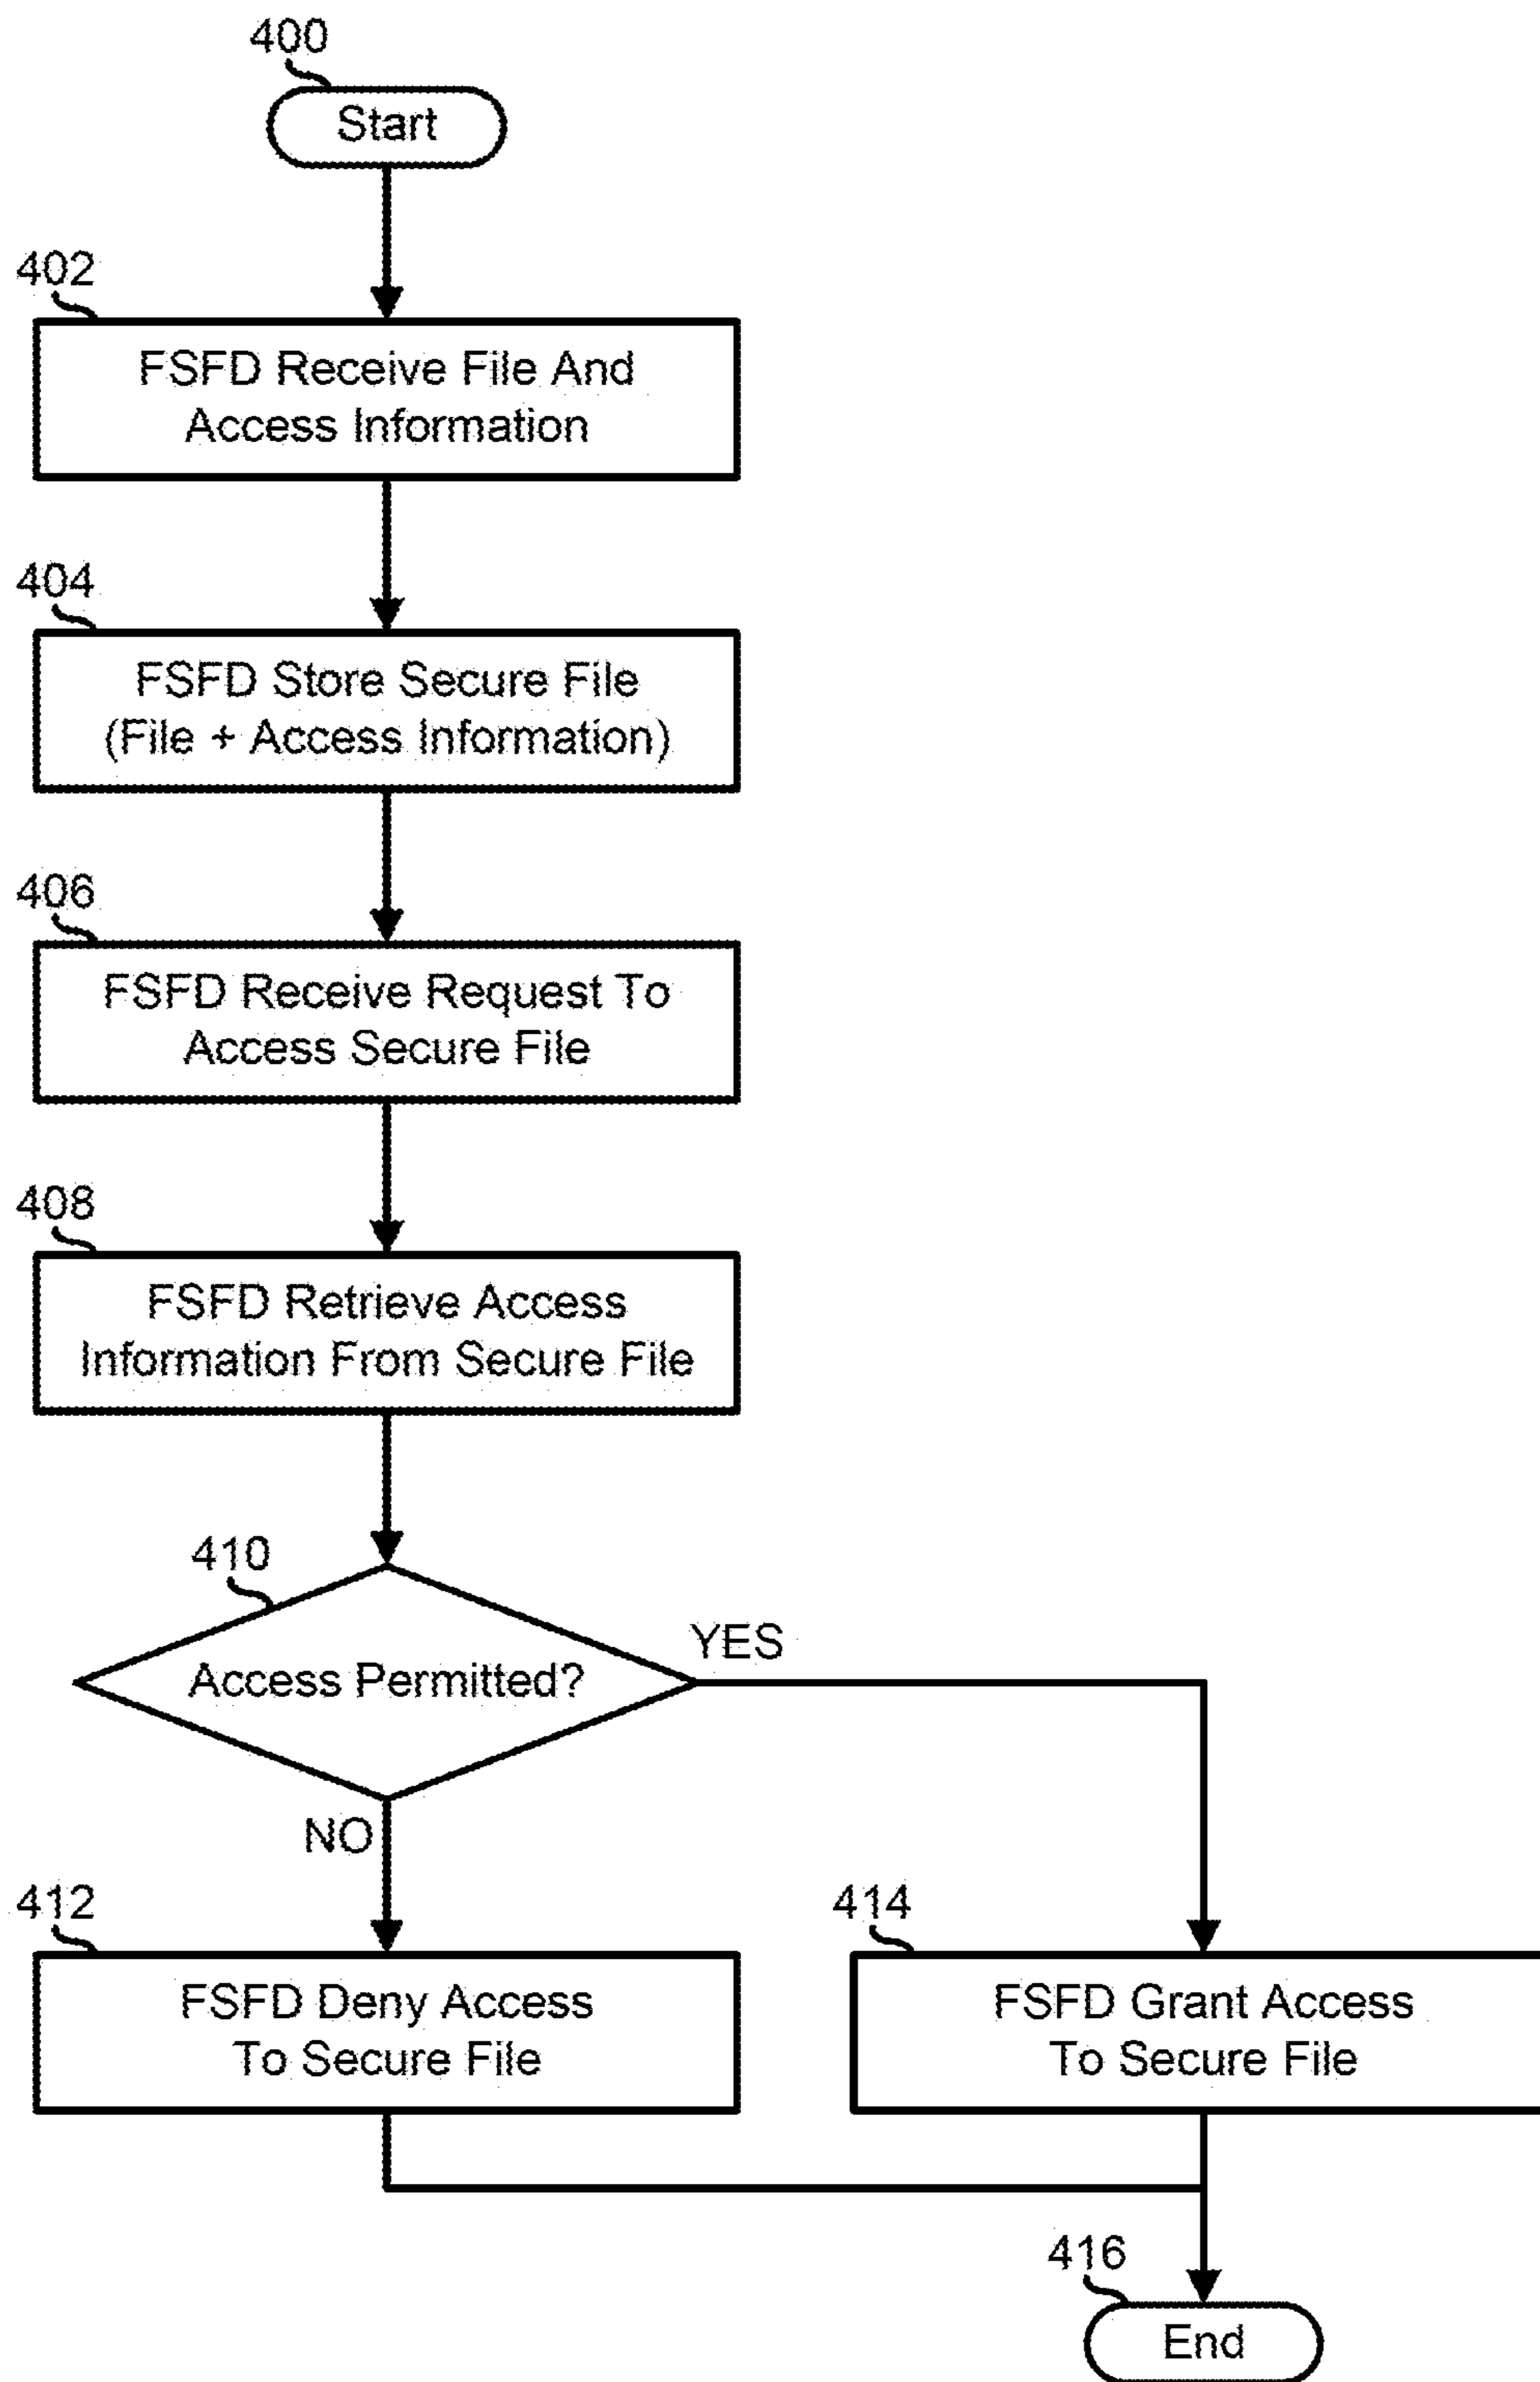 400
Start
402
FSFD Receive File And
Access Information
404
FSFD Store Secure File
(File + Access Information)
406
FSFD Receive Request To
Access Secure File
408
FSFD Retrieve Access
Information From Secure File
410
Access Permitted?
YES
NO
412
FSFD Deny Access
To Secure File
414
FSFD Grant Access
To Secure File
416
End